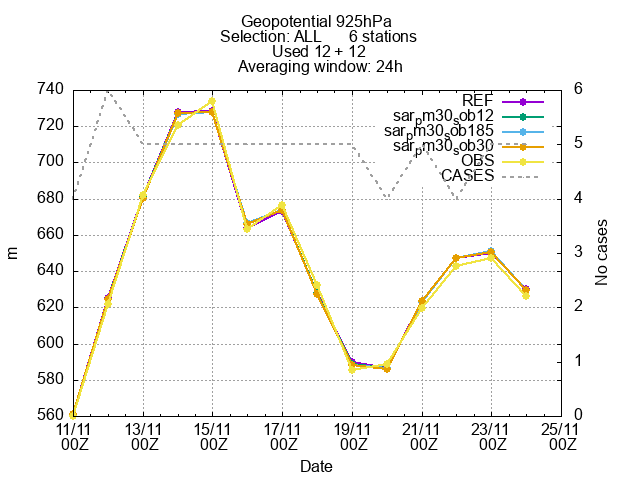 Geopotential 925hPa
Selection: ALL 6 stations
Used 12 + 12
Averaging window: 24h
740
720
700
680
660
640
620
600
580
560
m
6
5
4
3
2
1
0
No cases
REF
sarpm30sob12
sarpm30sob185
sarpm30sob30
OBS
CASES
11/11 13/11 15/11 17/11 19/11 21/11 23/11 25/11
00Z 00Z 00Z 00Z 00Z 00Z 00Z 00Z
Date